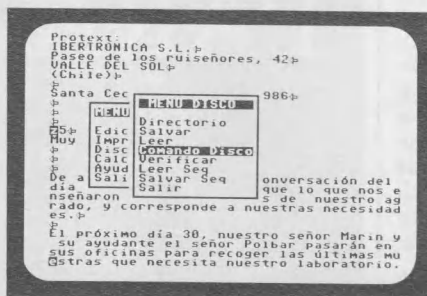 Protext:
IBERTRONICA S.L.
Paseo de los ruiseñores, 42
VALLE DEL SOL
(Chile)
Santa Cec 986
MENU
Edic
Impr
Disc
Calc
Ayud
Sali
MENU DISCO
Directorio
Salvar
Leer
Comando Disco
Verificar
Leer Seq
Salvar Seq
Salir
Huy
De a onversación del
día que lo que nos e
nseñaron s de nuestro ag
rado, y corresponde a nuestras necesidad
es.
El próximo día 30, nuestro señor Marin y
su ayudante el señor Polbar pasarán en
sus oficinas para recoger las últimas mu
estras que necesita nuestro laboratorio.